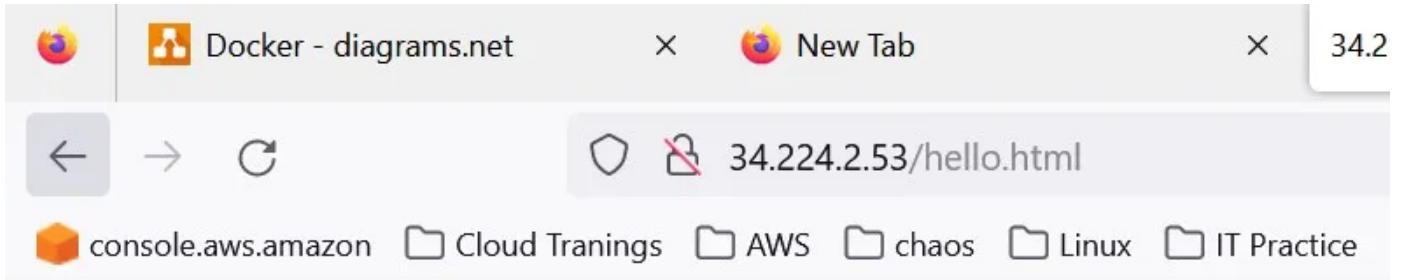 Docker - diagrams.net New Tab 34.2
34.224.2.53/hello.html
console.aws.amazon Cloud Tranings AWS chaos Linux IT Practice